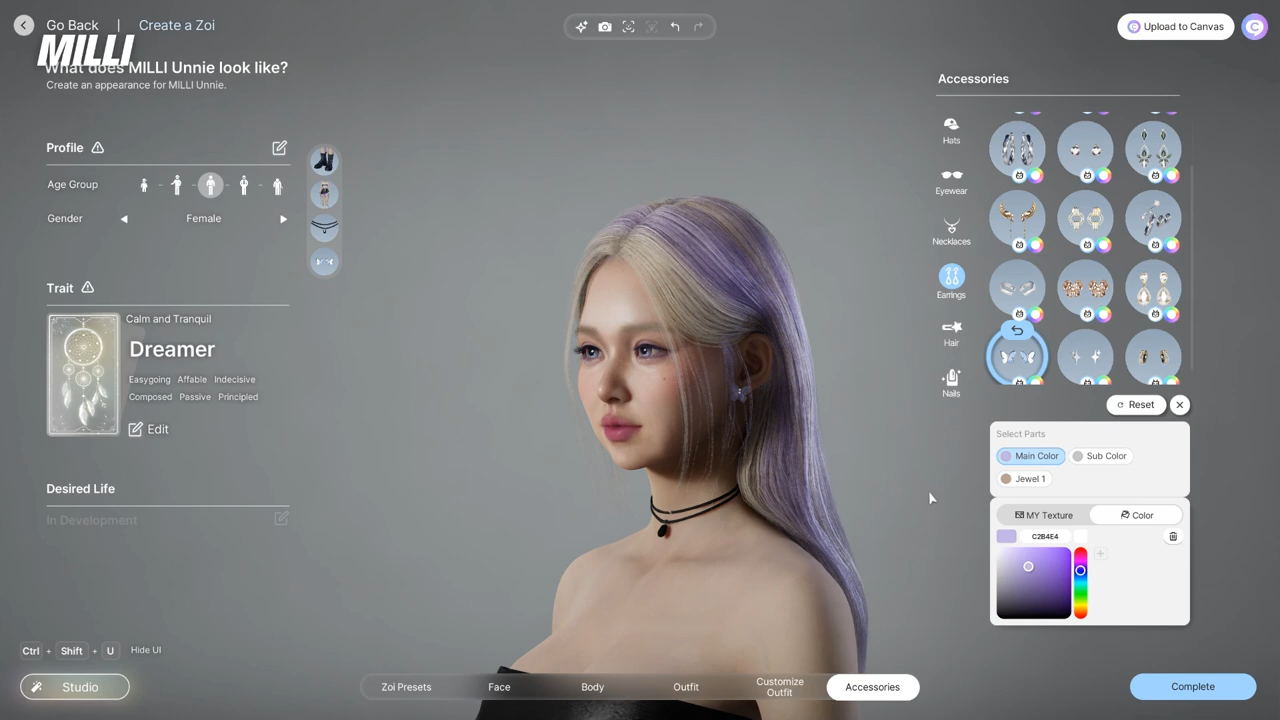 Go Back | Create a Zoi
MILLI
What does MILLI Unnie look like?
Create an appearance for MILLI Unnie.
Profile
Age Group
Gender
Female
Trait
Calm and Tranquil
Dreamer
Easygoing Affable Indecisive
Composed Passive Principled
Edit
Desired Life
In Development
Ctrl + Shift + U Hide UI
Studio
Zoi Presets
Face
Body
Outfit
Customize
Outfit
Accessories
Upload to Canvas
Accessories
Hats
Eyewear
Necklaces
Earrings
Hair
Nails
Reset
Select Parts
Main Color
Sub Color
Jewel 1
MY Texture
Color
C2B4E4
Complete